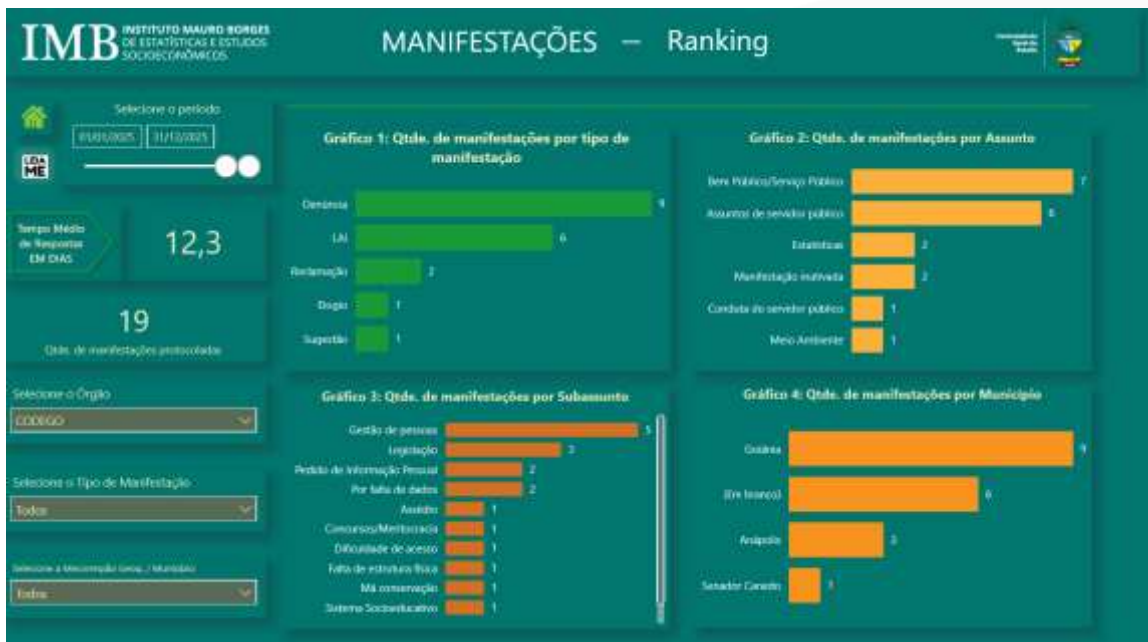 IMB
INSTITUTO MAURO BORGES
DE ESTATÍSTICAS E ESTUDOS
SOCIOECONÔMICOS
MANIFESTAÇÕES – Ranking
Selecione o período
01/01/2025 31/12/2025
LEIA
ME
Tempo Médio
de Respostas
EM DIAS
12,3
19
Qtde. de manifestações protocoladas
Selecione o Órgão
CODEGO
Selecione o Tipo de Manifestação
Todos
Selecione a Mesorregião Geog. / Município
Todos
Gráfico 1: Qtde. de manifestações por tipo de
manifestação
Denúncia 9
LAI 6
Reclamação 2
Elogio 1
Sugestão 1
Gráfico 2: Qtde. de manifestações por Assunto
Bem Público/Serviço Público 7
Assuntos de servidor público 6
Estatísticas 2
Manifestação inativada 2
Conduta do servidor público 1
Meio Ambiente 1
Gráfico 3: Qtde. de manifestações por Subassunto
Gestão de pessoas 5
Legislação 3
Pedido de Informação Pessoal 2
Por falta de dados 2
Assédio 1
Concursos/Meritocracia 1
Dificuldade de acesso 1
Falta de estrutura física 1
Má conservação 1
Sistema Socioeducativo 1
Gráfico 4: Qtde. de manifestações por Município
Goiânia 9
(Em branco) 6
Anápolis 3
Senador Canedo 1